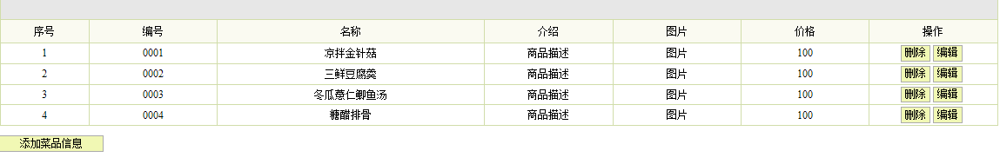 序号 编号 名称 介绍 图片 价格 操作
1 0001 凉拌金针菇 商品描述 图片 100 删除 编辑
2 0002 三鲜豆腐羹 商品描述 图片 100 删除 编辑
3 0003 冬瓜薏仁鲫鱼汤 商品描述 图片 100 删除 编辑
4 0004 糖醋排骨 商品描述 图片 100 删除 编辑
添加菜品信息